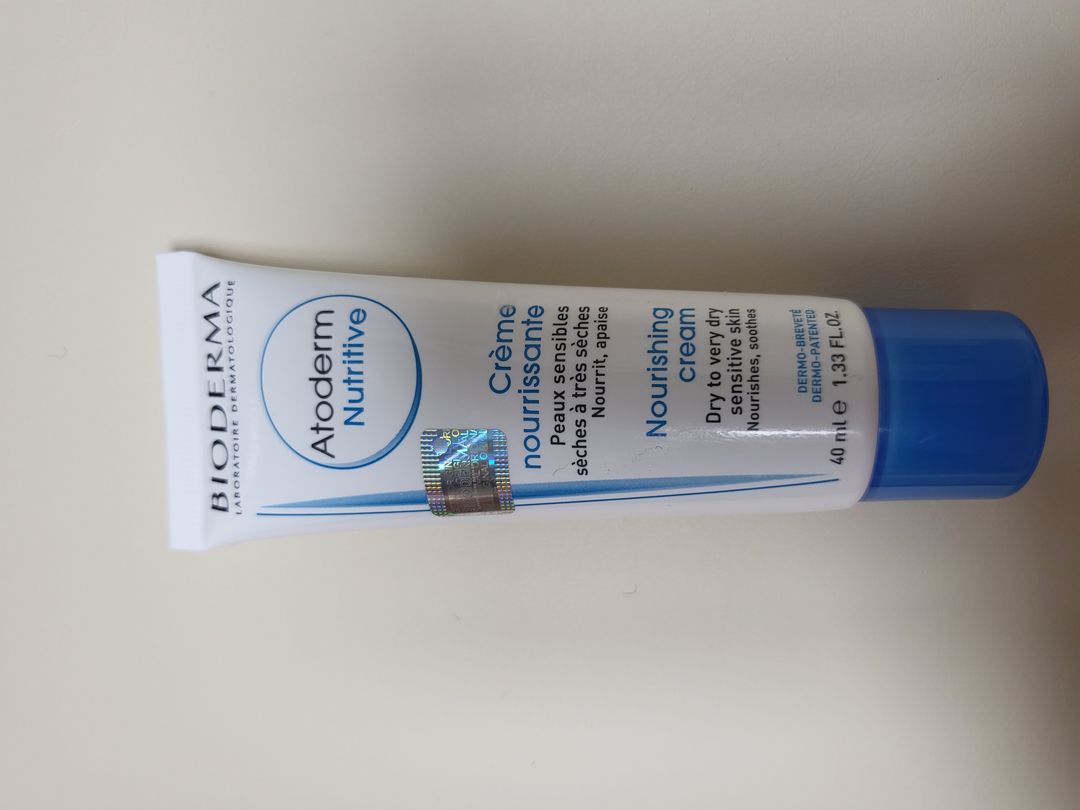 BIODERMA
LABORATOIRE DERMATOLOGIQUE
Atoderm
Nutritive
Crème
nourrissante
Peaux sensibles
sèches à très sèches
Nourrit, apaise
Nourishing
cream
Dry to very dry
sensitive skin
Nourishes, soothes
DERMO-BREVETÉ
DERMO-PATENTED
40 ml e 1.33 FL.OZ.